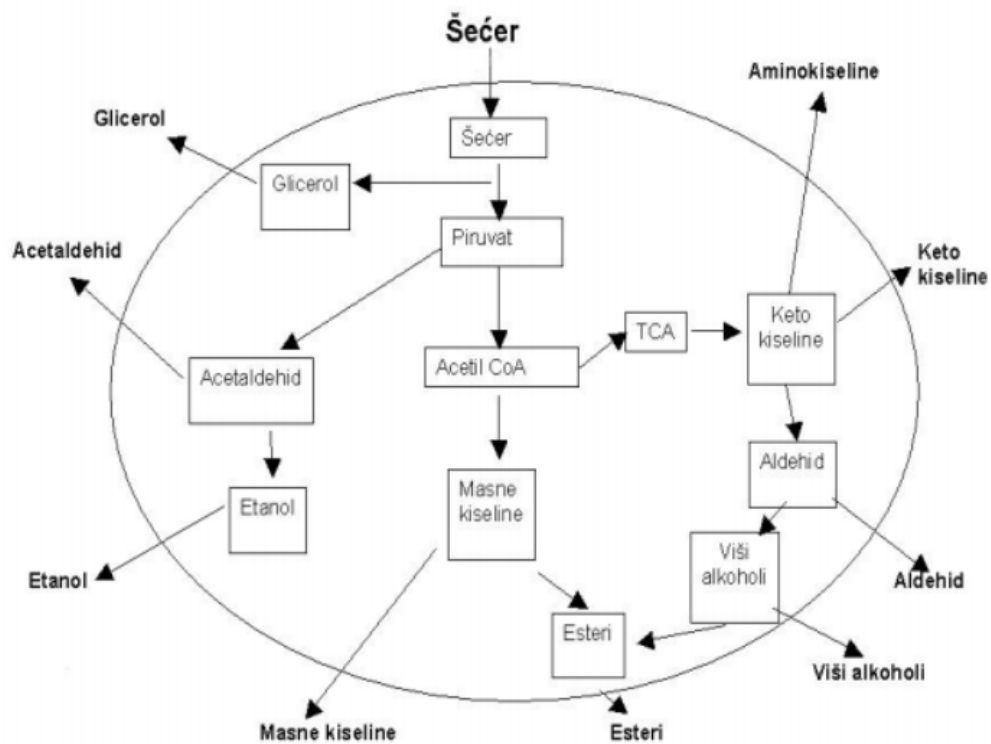 Šećer
Aminokiseline
Glicerol
Šećer
Glicerol
Piruvat
Acetaldehid
Keto
kiseline
Keto
kiseline
TCA
Acetil CoA
Acetaldehid
Aldehid
Masne
kiseline
Etanol
Viši
alkoholi
Etanol
Aldehid
Esteri
Viši alkoholi
Masne kiseline
Esteri